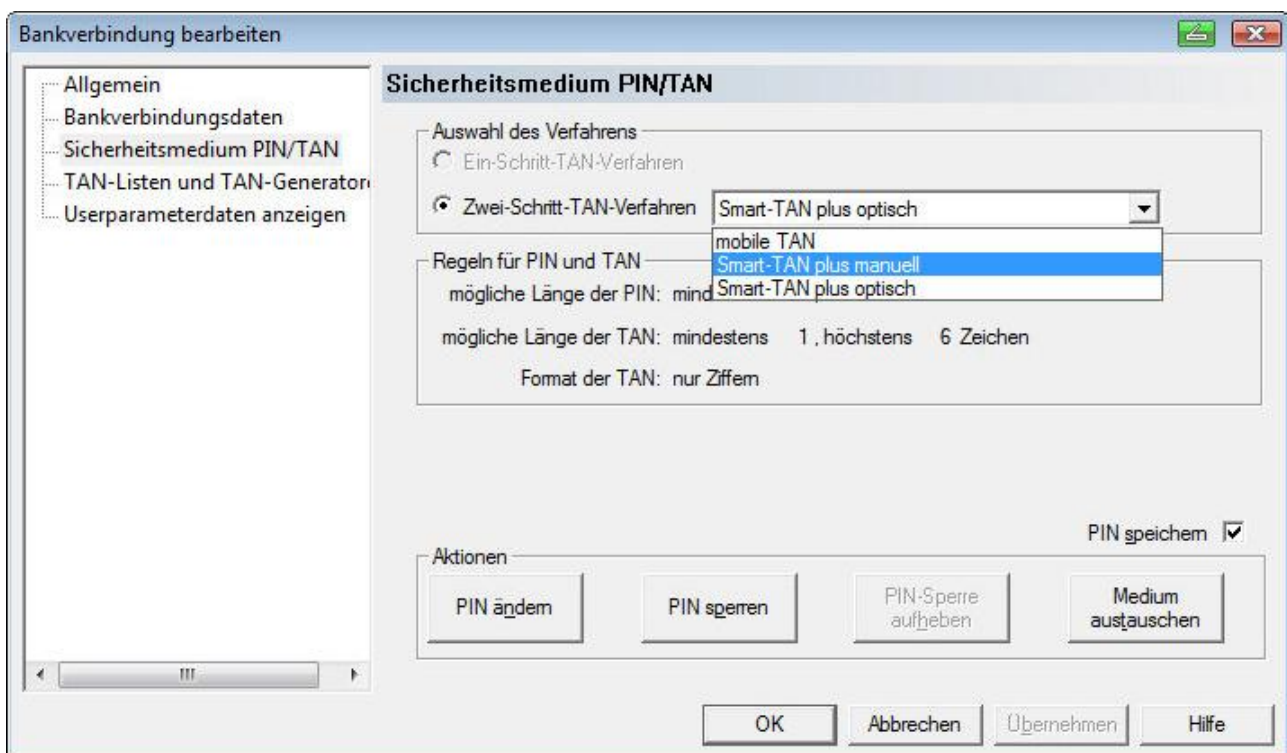 Bankverbindung bearbeiten
Allgemein
Bankverbindungsdaten
Sicherheitsmedium PIN/TAN
TAN-Listen und TAN-Generator
Userparameterdaten anzeigen
Sicherheitsmedium PIN/TAN
Auswahl des Verfahrens
Ein-Schritt-TAN-Verfahren
Zwei-Schritt-TAN-Verfahren Smart-TAN plus optisch
mobile TAN
Smart-TAN plus manuell
Smart-TAN plus optisch
Regeln für PIN und TAN
mögliche Länge der PIN: mind
mögliche Länge der TAN: mindestens 1 , höchstens 6 Zeichen
Format der TAN: nur Ziffern
PIN speichern
Aktionen
PIN ändern
PIN sperren
PIN-Sperre
aufheben
Medium
austauschen
OK
Abbrechen
Übernehmen
Hilfe